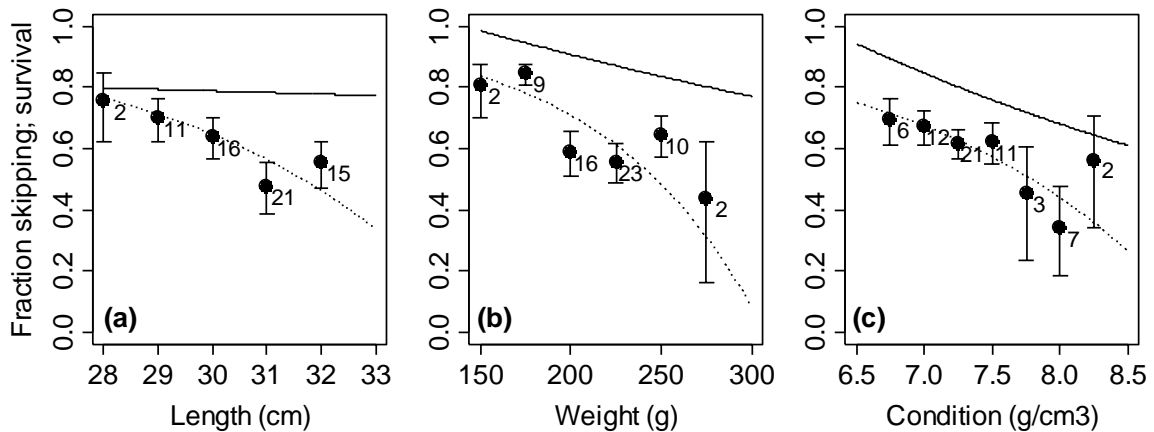 Fraction skipping; survival
0.0 0.2 0.4 0.6 0.8 1.0
2
11
16
21
15
(a)
28 29 30 31 32 33
Length (cm)
0.0 0.2 0.4 0.6 0.8 1.0
2
9
16
23
10
2
(b)
150 200 250 300
Weight (g)
0.0 0.2 0.4 0.6 0.8 1.0
6
12
21
11
3
7
2
(c)
6.5 7.0 7.5 8.0 8.5
Condition (g/cm3)